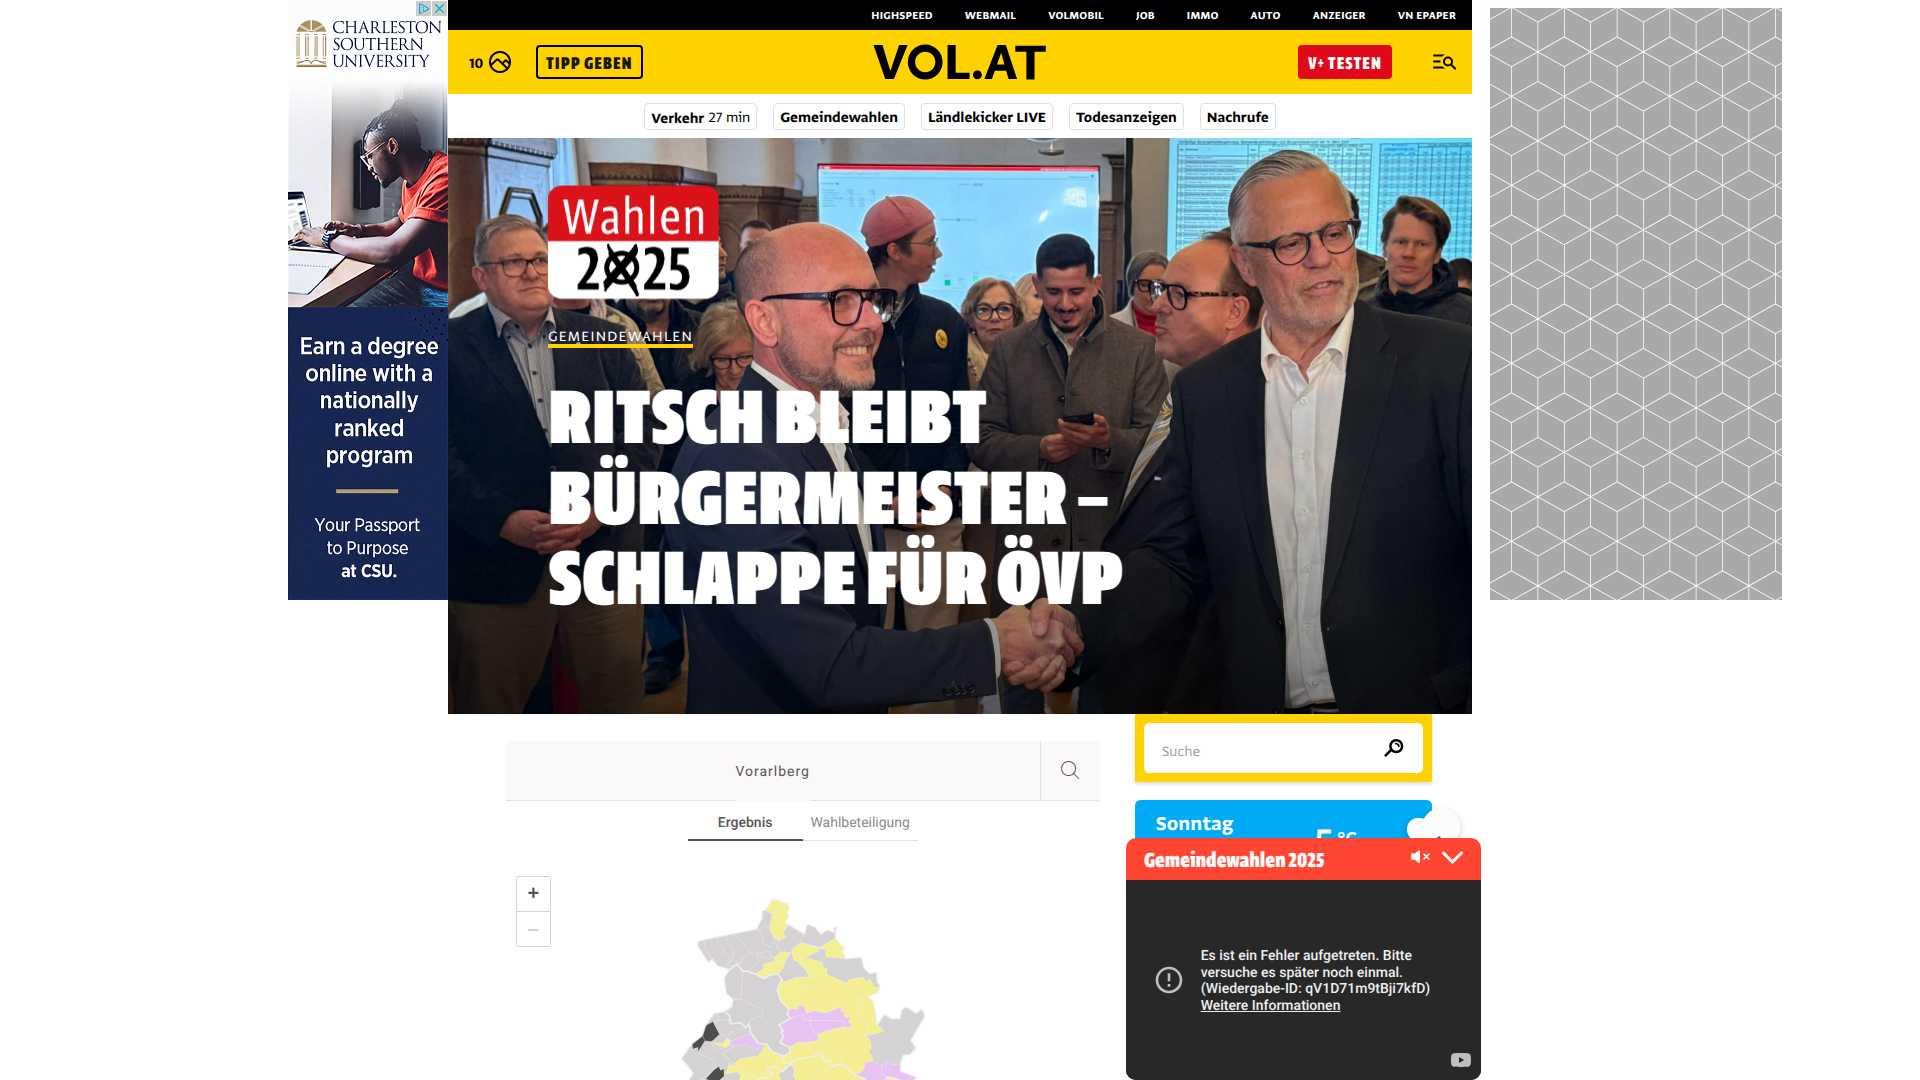 CHARLESTON
SOUTHERN
UNIVERSITY
Earn a degree
online with a
nationally
ranked
program
Your Passport
to Purpose
at CSU.
HIGHSPEED WEBMAIL VOLMOBIL JOB IMMO AUTO ANZEIGER VN EPAPER
10 TIPP GEBEN VOL.AT V+ TESTEN
Verkehr 27 min Gemeindewahlen Ländlekicker LIVE Todesanzeigen Nachrufe
Wahlen
2025
GEMEINDEWAHLEN
RITSCH BLEIBT
BÜRGERMEISTER –
SCHLAPPE FÜR ÖVP
Vorarlberg
Ergebnis Wahlbeteiligung
+
−
Suche
Sonntag
5 °C
Gemeindewahlen 2025
Es ist ein Fehler aufgetreten. Bitte
versuche es später noch einmal.
(Wiedergabe-ID: qV1D71m9tBji7kfD)
Weitere Informationen